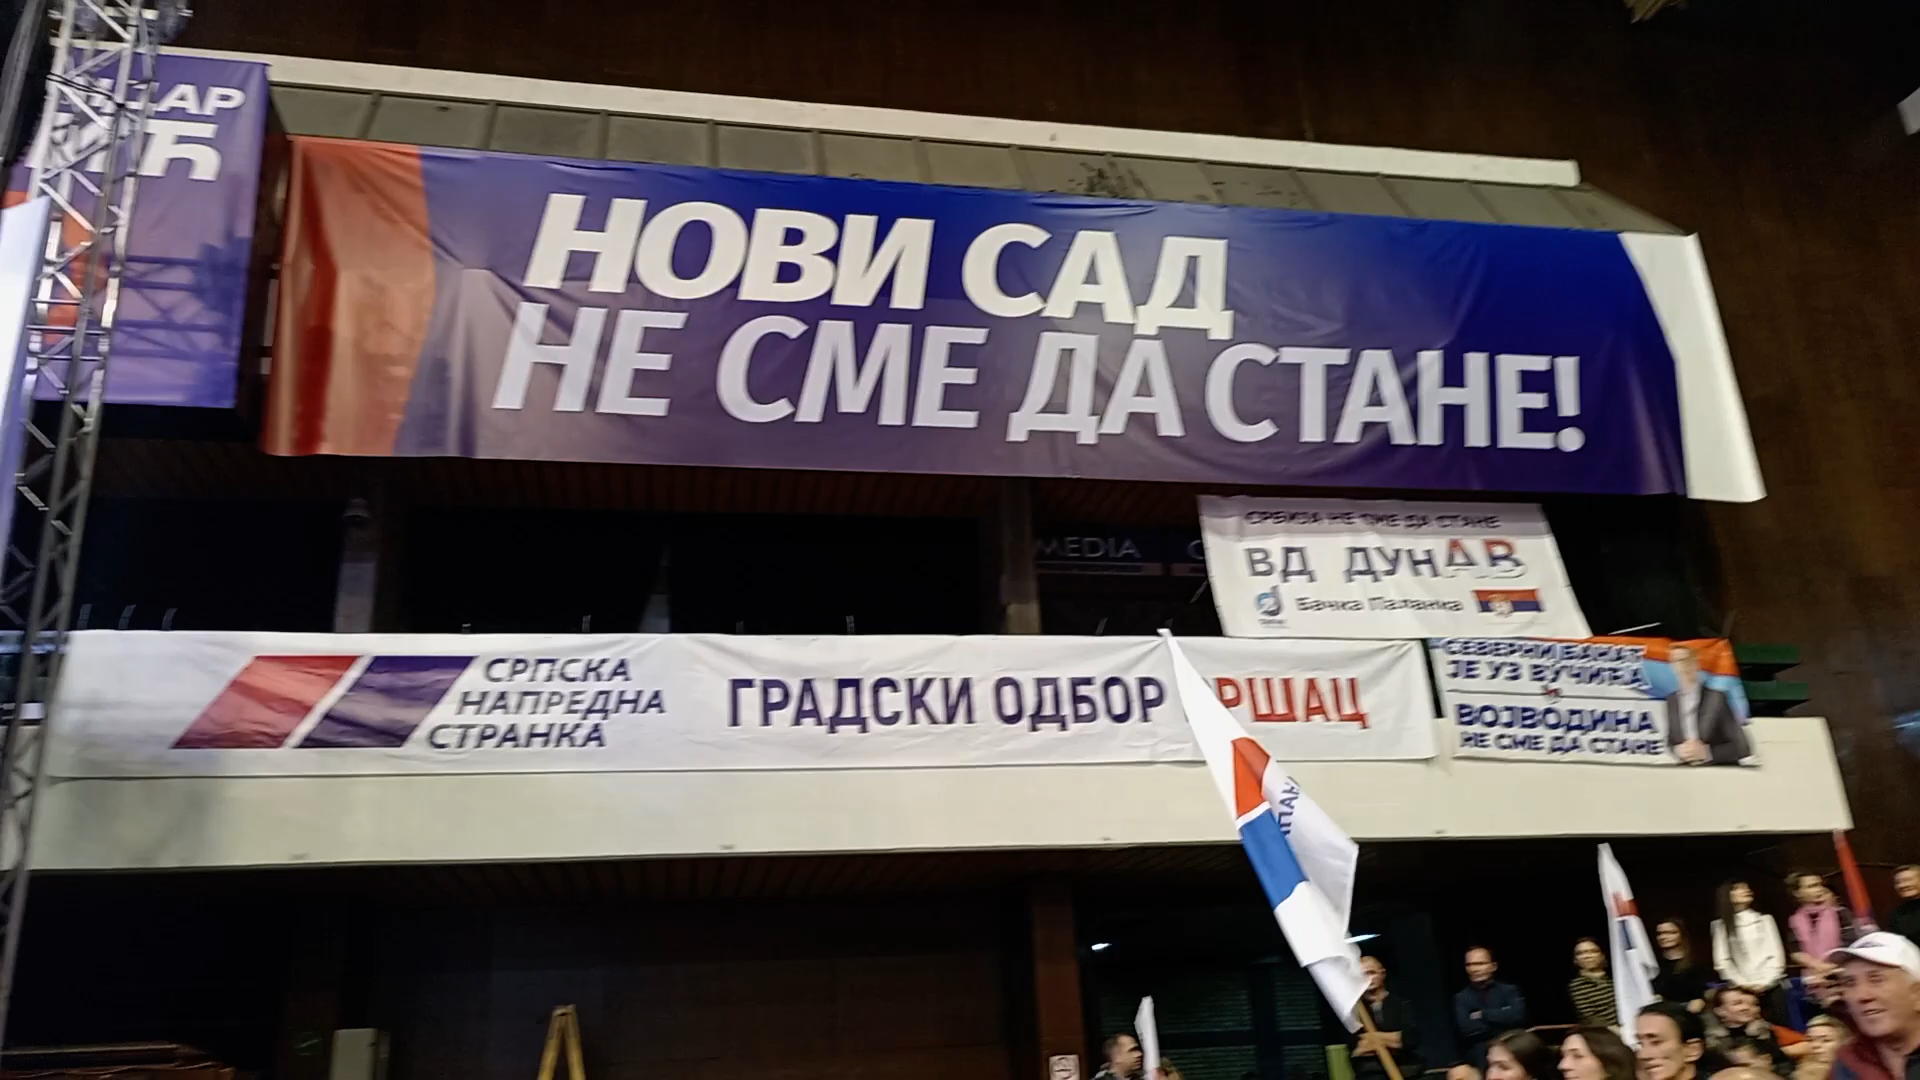 НОВИ САД
НЕ СМЕ ДА СТАНЕ!
MEDIA
СРБИЈА НЕ СМЕ ДА СТАНЕ
ВД ДУНАВ
Бачка Паланка
СРПСКА
НАПРЕДНА
СТРАНКА
ГРАДСКИ ОДБОР
СЕВЕРНИ БАНАТ
ЈЕ УЗ ВУЧИЋА
ВОЈВОДИНА
НЕ СМЕ ДА СТАНЕ